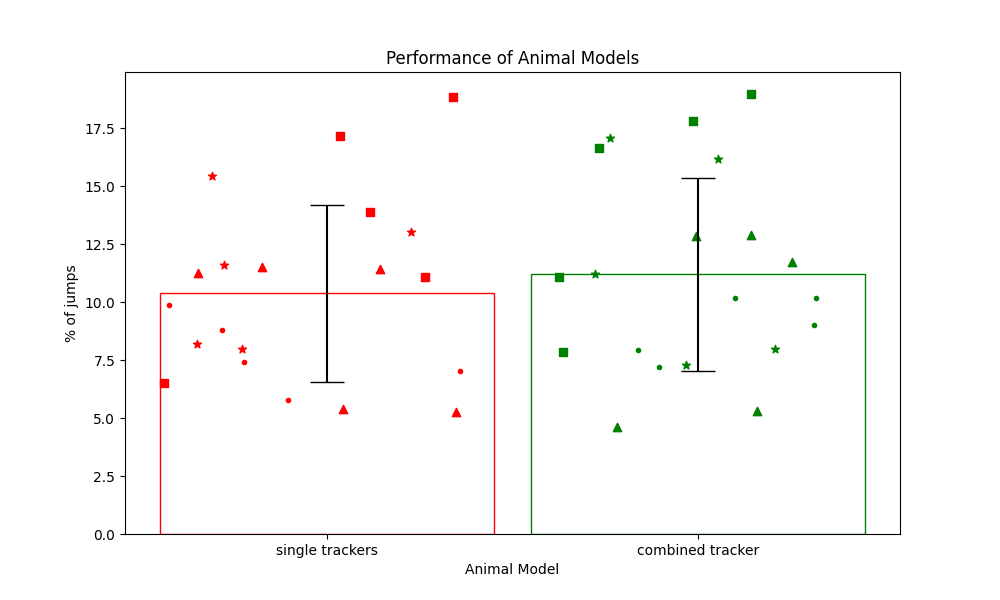 Performance of Animal Models
% of jumps
17.5
15.0
12.5
10.0
7.5
5.0
2.5
0.0
single trackers
combined tracker
Animal Model